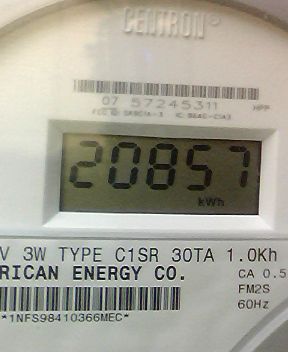 CENTRON®
07 57245311 HPP
20857
kWh
V 3W TYPE C1SR 30TA 1.0Kh
RICAN ENERGY CO. CA 0.5
FM2S
60Hz
*1NFS98410366MEC*